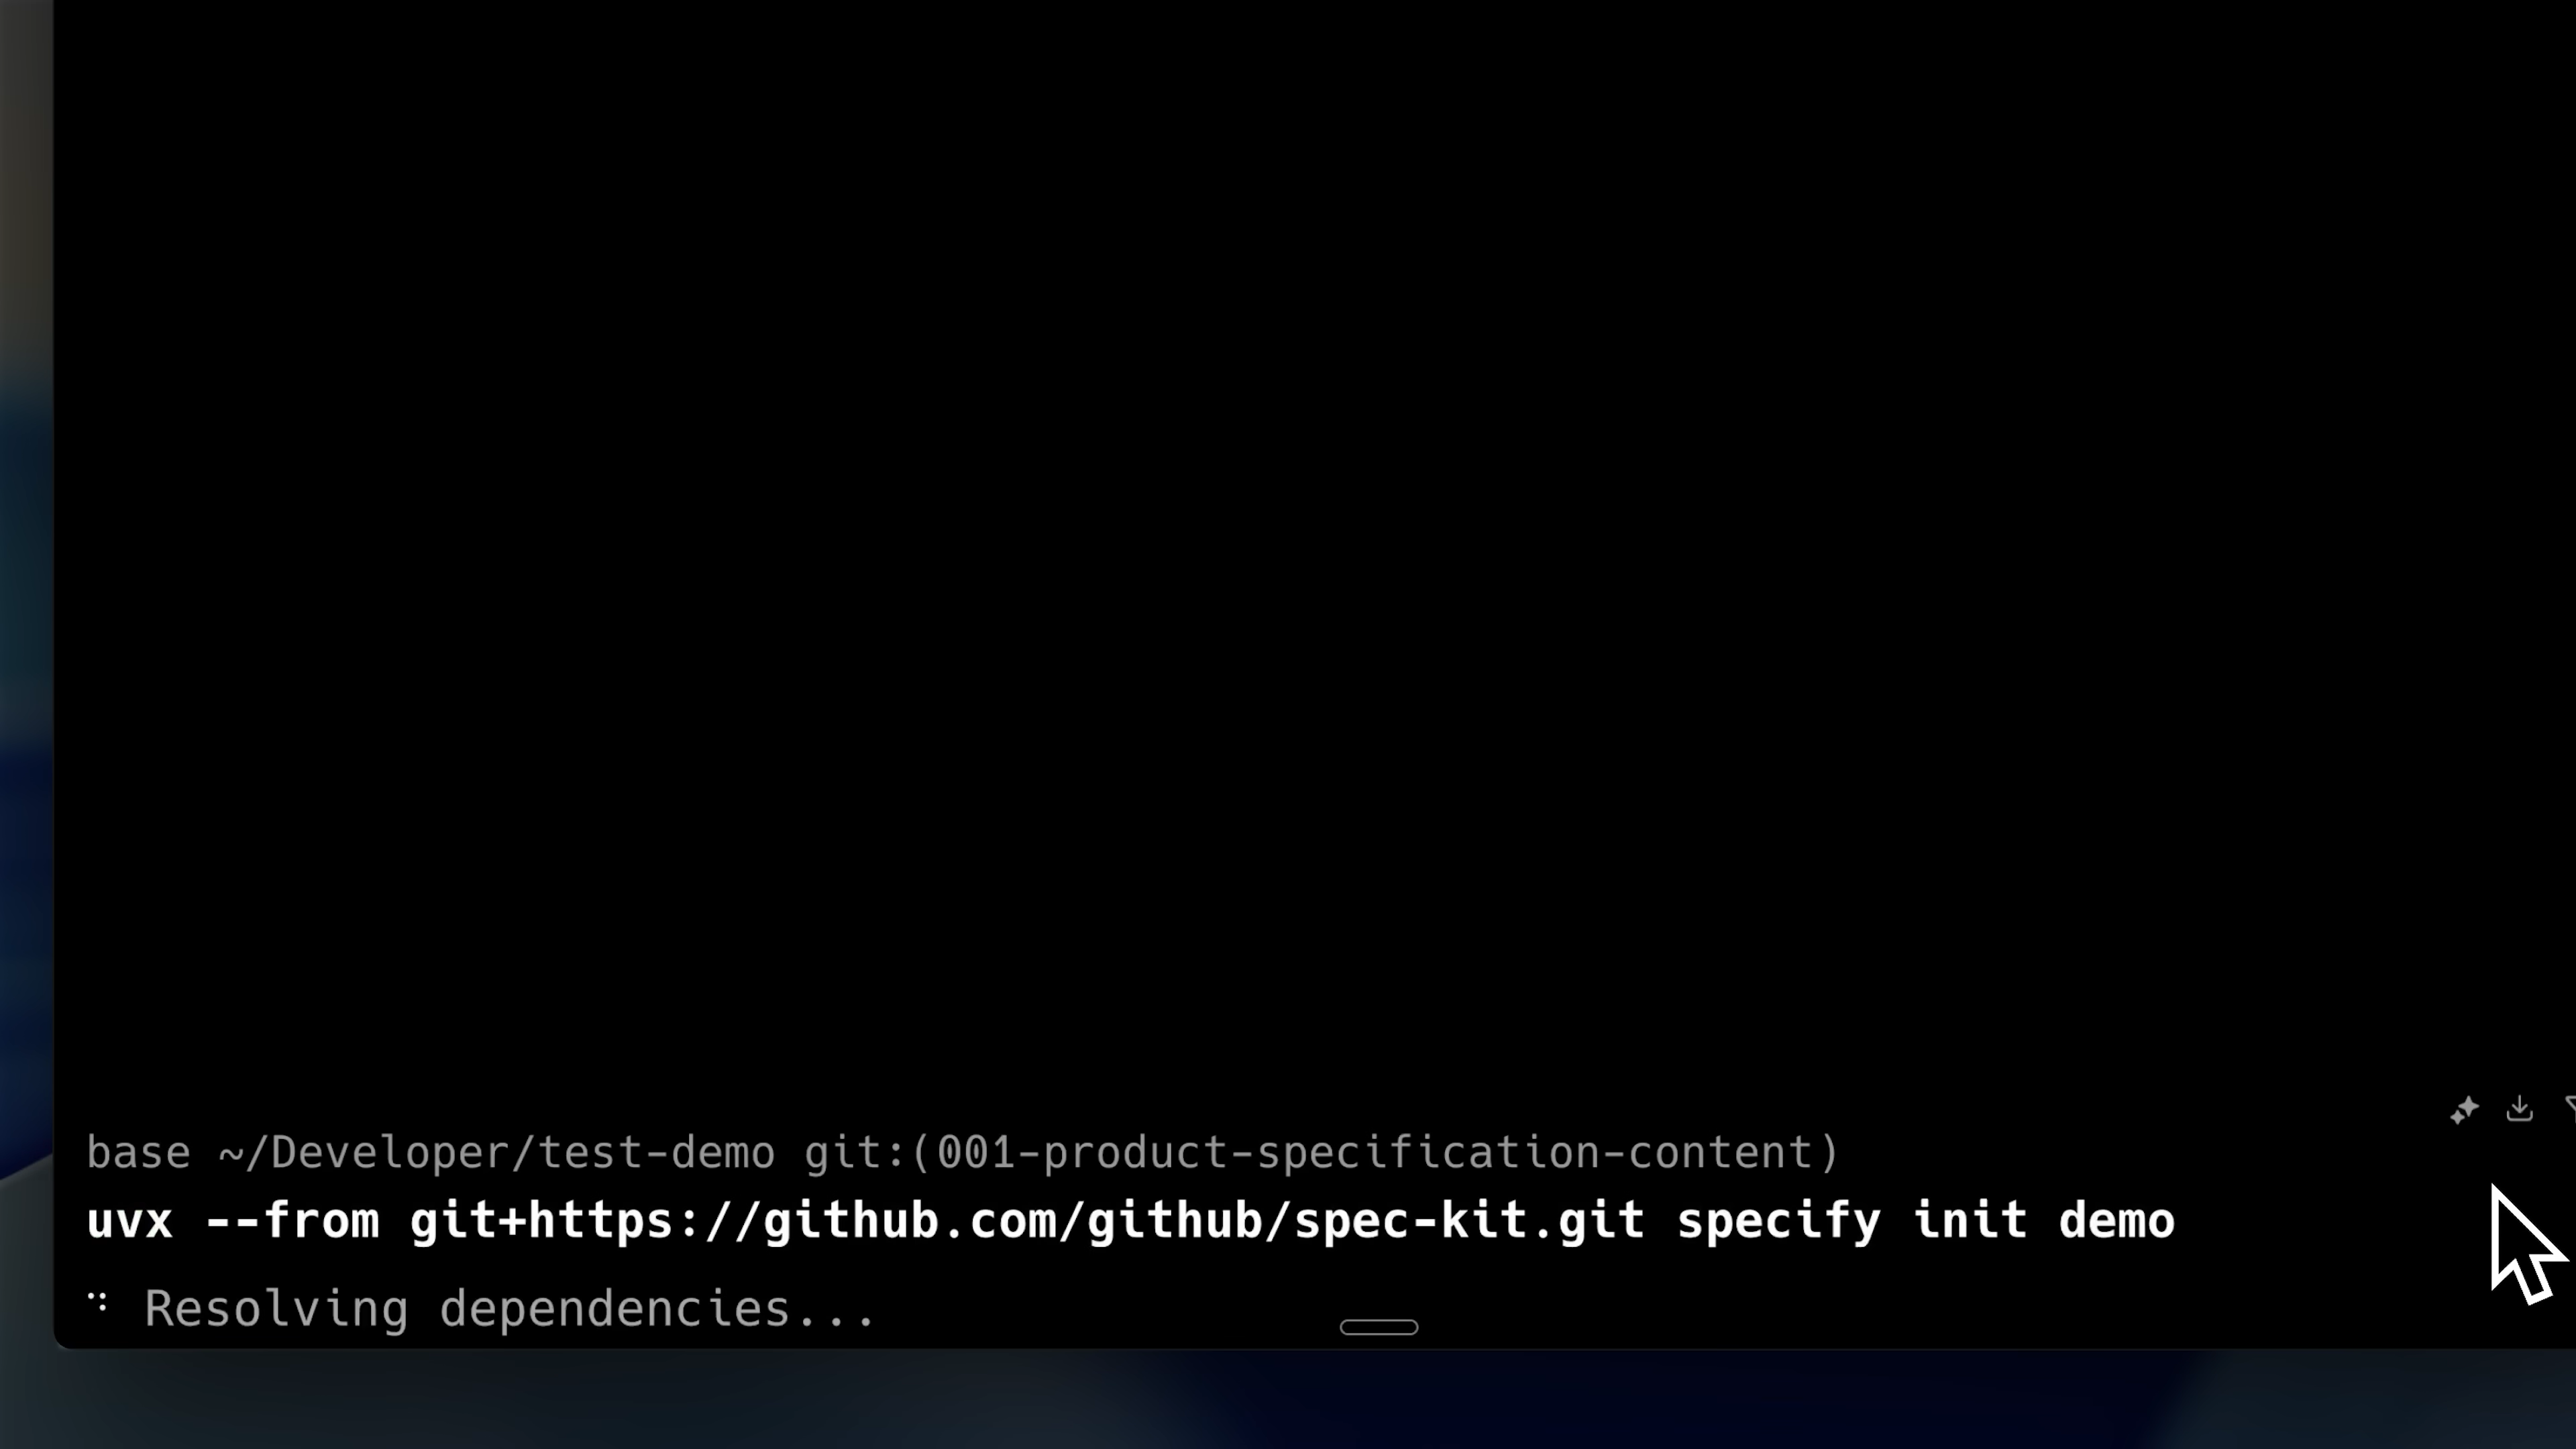 base ~/Developer/test-demo git:(001-product-specification-content)
uvx --from git+https://github.com/github/spec-kit.git specify init demo
Resolving dependencies...